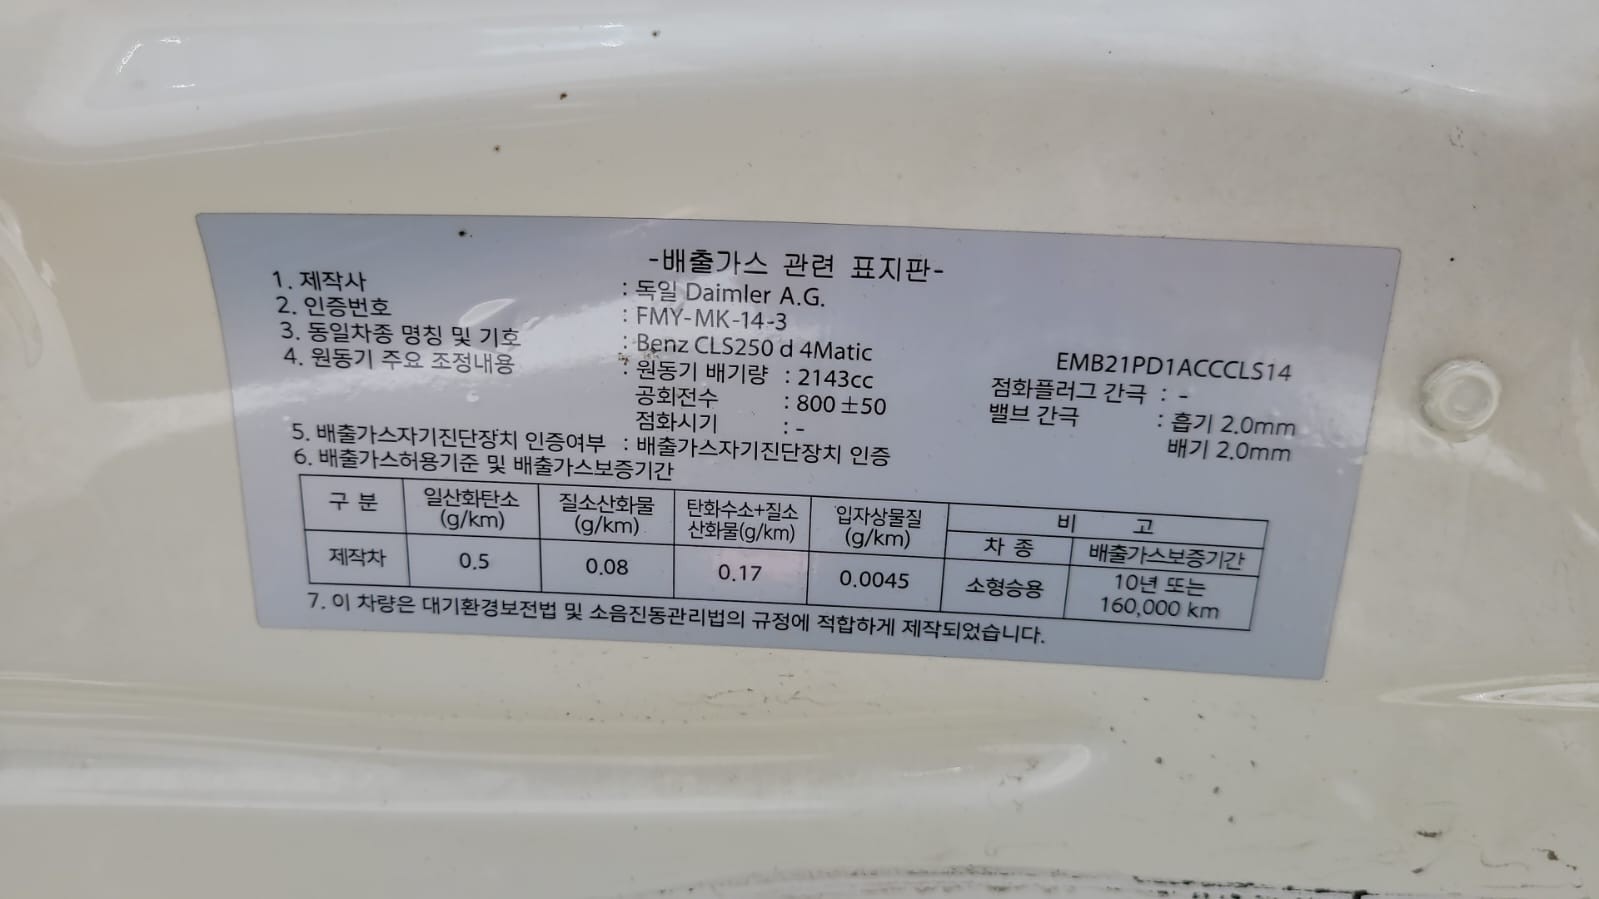 -배출가스 관련 표지판-
1. 제작사 : 독일 Daimler A.G.
2. 인증번호 : FMY-MK-14-3
3. 동일차종 명칭 및 기호 : Benz CLS250 d 4Matic EMB21PD1ACCCLS14
4. 원동기 주요 조정내용 : 원동기 배기량 : 2143cc 점화플러그 간극 : -
공회전수 : 800 ±50 밸브 간극 : 흡기 2.0mm
점화시기 : - 배기 2.0mm
5. 배출가스자기진단장치 인증여부 : 배출가스자기진단장치 인증
6. 배출가스허용기준 및 배출가스보증기간
구 분 일산화탄소 (g/km) 질소산화물 (g/km) 탄화수소+질소산화물(g/km) 입자상물질 (g/km) 비 고
차 종 배출가스보증기간
제작차 0.5 0.08 0.17 0.0045 소형승용 10년 또는 160,000 km
7. 이 차량은 대기환경보전법 및 소음진동관리법의 규정에 적합하게 제작되었습니다.